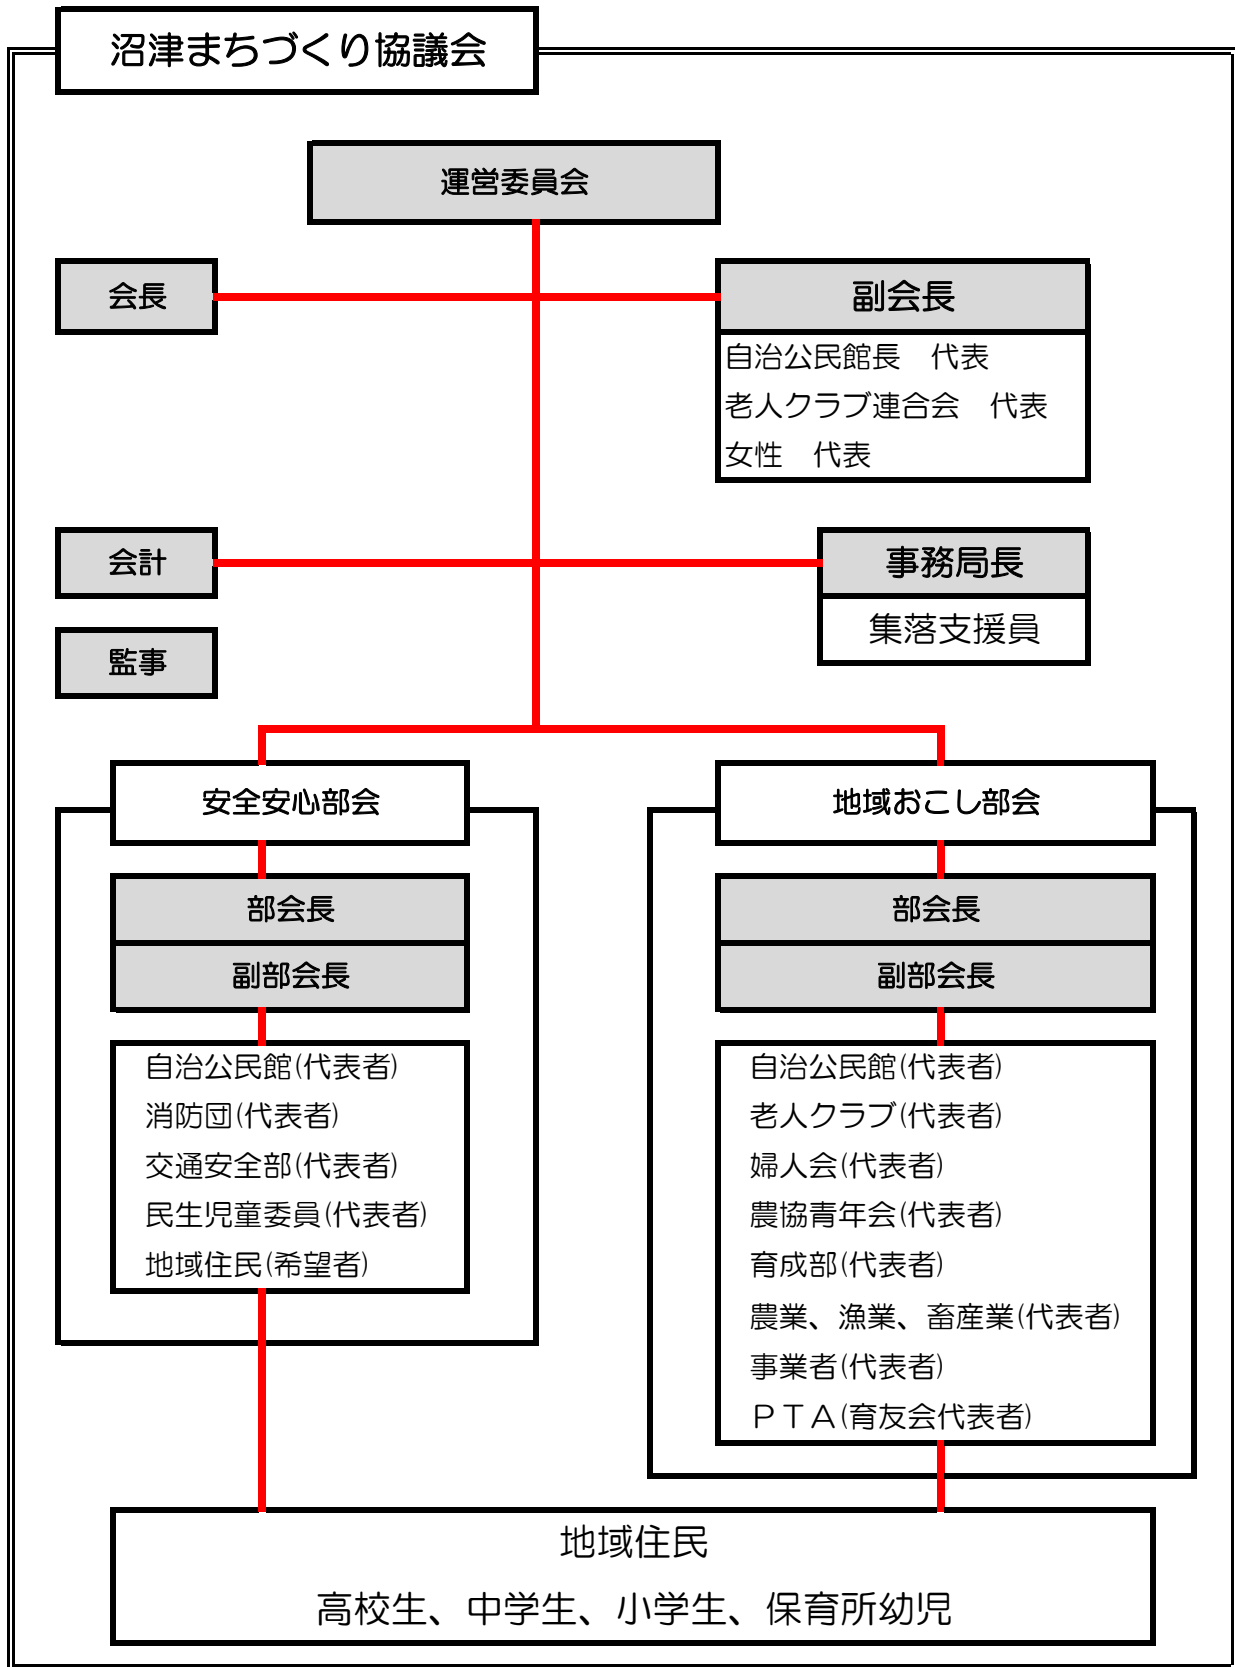 沼津まちづくり協議会
運営委員会
会長
副会長
自治公民館長　代表
老人クラブ連合会　代表
女性　代表
会計
事務局長
集落支援員
監事
安全安心部会
部会長
副部会長
自治公民館(代表者)
消防団(代表者)
交通安全部(代表者)
民生児童委員(代表者)
地域住民(希望者)
地域おこし部会
部会長
副部会長
自治公民館(代表者)
老人クラブ(代表者)
婦人会(代表者)
農協青年会(代表者)
育成部(代表者)
農業、漁業、畜産業(代表者)
事業者(代表者)
ＰＴＡ(育友会代表者)
地域住民
高校生、中学生、小学生、保育所幼児